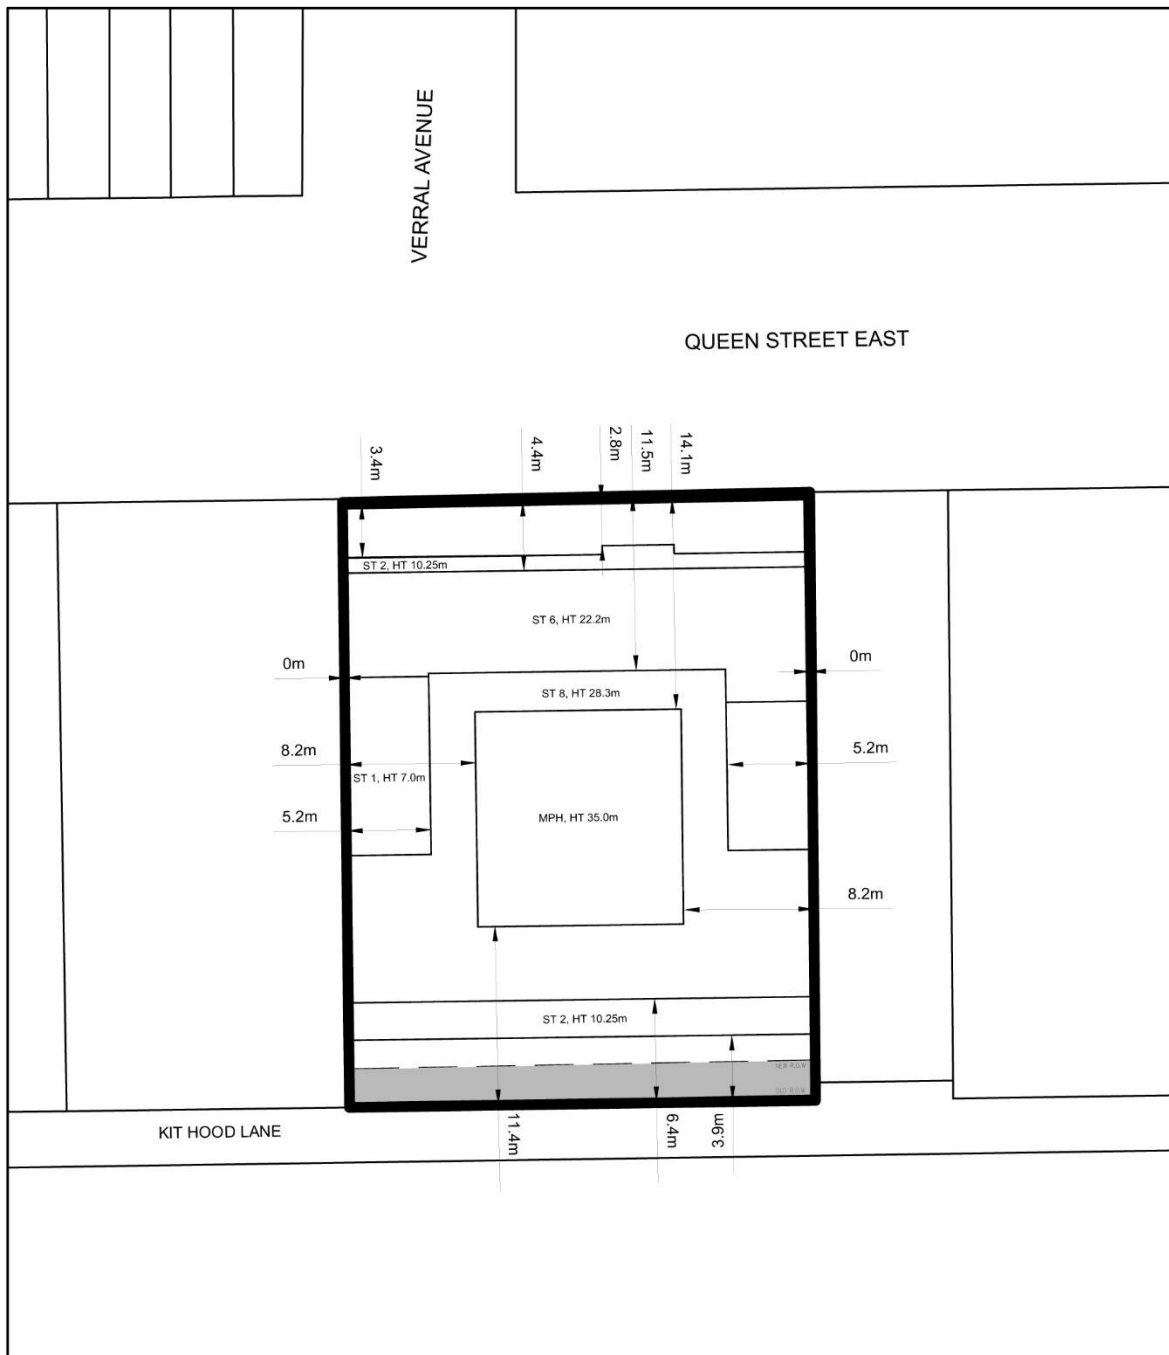 VERRAL AVENUE
QUEEN STREET EAST
3.4m
4.4m
2.8m
11.5m
14.1m
ST 2, HT 10.25m
ST 6, HT 22.2m
0m
0m
ST 8, HT 28.3m
8.2m
5.2m
ST 1, HT 7.0m
5.2m
MPH, HT 35.0m
8.2m
ST 2, HT 10.25m
NEW R.O.W
OLD R.O.W
11.4m
6.4m
3.9m
KIT HOOD LANE